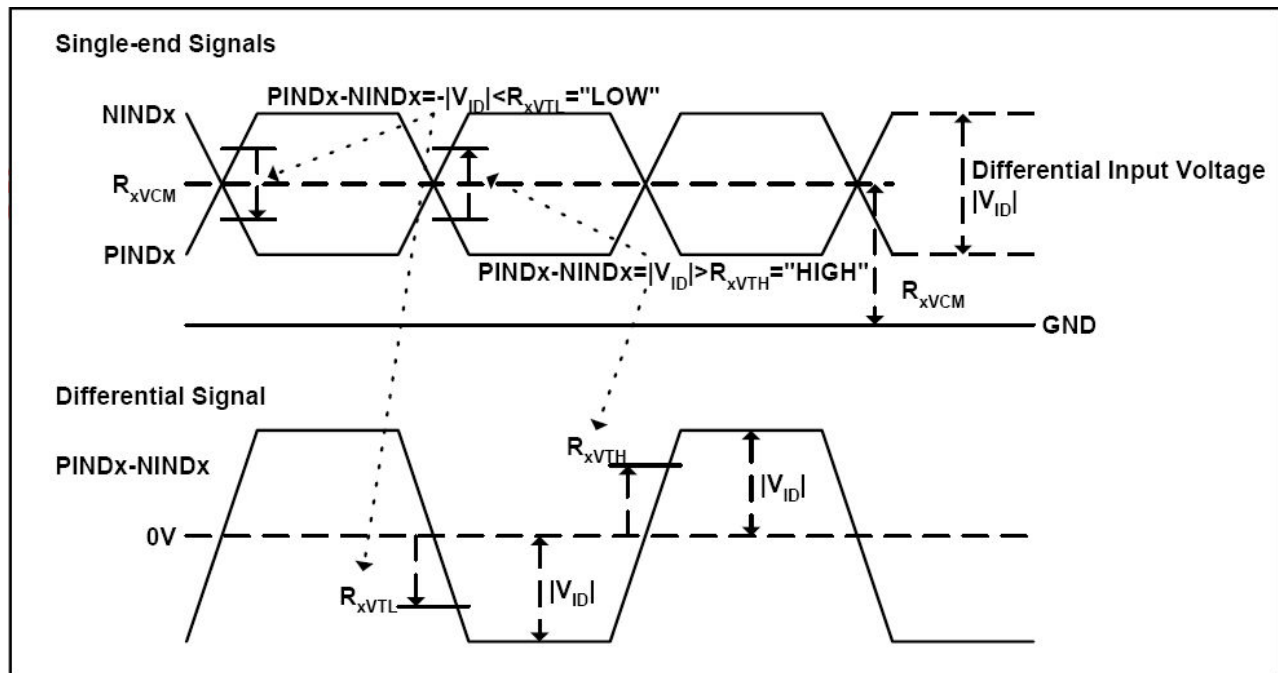 Single-end Signals
PINDx-NINDx=-|VID|<RxVTL="LOW"
NINDx
RxVCM
Differential Input Voltage
|VID|
PINDx
PINDx-NINDx=|VID|>RxVTH="HIGH"
RxVCM
GND
Differential Signal
RxVTH
PINDx-NINDx
|VID|
0V
RxVTL
|VID|